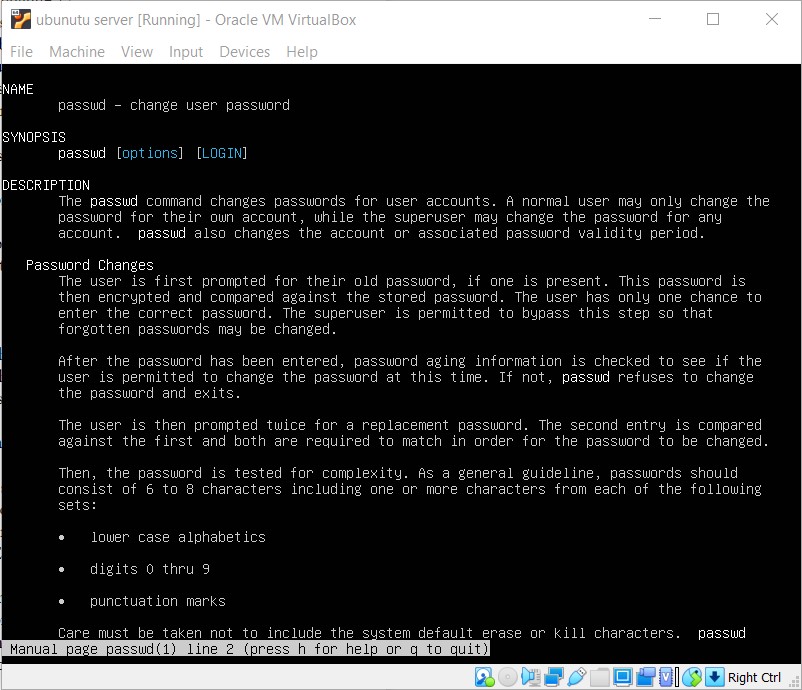 ubunutu server [Running] - Oracle VM VirtualBox
File Machine View Input Devices Help
NAME
passwd – change user password
SYNOPSIS
passwd [options] [LOGIN]
DESCRIPTION
The passwd command changes passwords for user accounts. A normal user may only change the
password for their own account, while the superuser may change the password for any
account. passwd also changes the account or associated password validity period.
Password Changes
The user is first prompted for their old password, if one is present. This password is
then encrypted and compared against the stored password. The user has only one chance to
enter the correct password. The superuser is permitted to bypass this step so that
forgotten passwords may be changed.
After the password has been entered, password aging information is checked to see if the
user is permitted to change the password at this time. If not, passwd refuses to change
the password and exits.
The user is then prompted twice for a replacement password. The second entry is compared
against the first and both are required to match in order for the password to be changed.
Then, the password is tested for complexity. As a general guideline, passwords should
consist of 6 to 8 characters including one or more characters from each of the following
sets:
• lower case alphabetics
• digits 0 thru 9
• punctuation marks
Care must be taken not to include the system default erase or kill characters. passwd
Manual page passwd(1) line 2 (press h for help or q to quit)
Right Ctrl